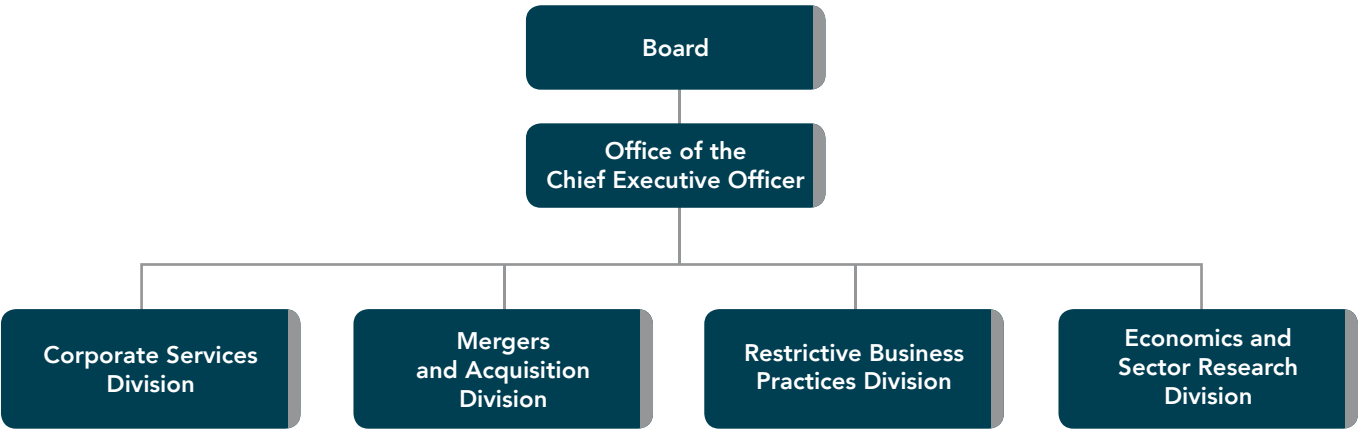 Board
Office of the
Chief Executive Officer
Corporate Services
Division
Mergers
and Acquisition
Division
Restrictive Business
Practices Division
Economics and
Sector Research
Division